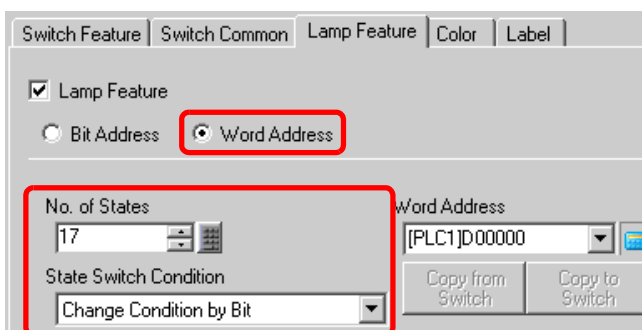 Switch Feature Switch Common Lamp Feature Color Label
Lamp Feature
Bit Address Word Address
No. of States Word Address
17 [PLC1]D00000
State Switch Condition Copy from Switch Copy to Switch
Change Condition by Bit